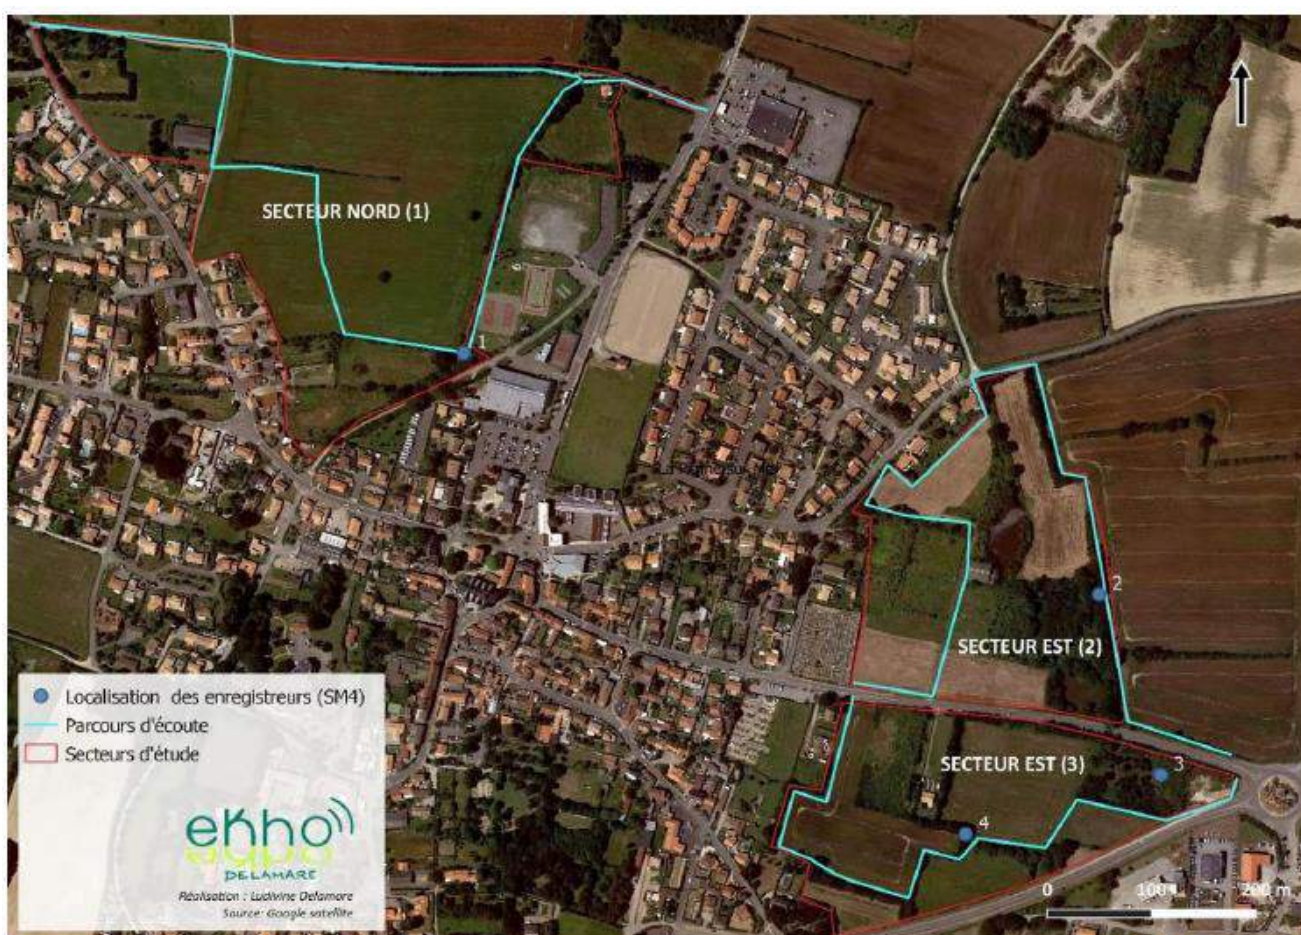 SECTEUR NORD (1)
1
2
SECTEUR EST (2)
SECTEUR EST (3)
3
4
Localisation des enregistreurs (SM4)
Parcours d'écoute
Secteurs d'étude
ekho
DELAMARE
Réalisation : Ludivine Delamare
Source: Google satellite
0 100 200 m